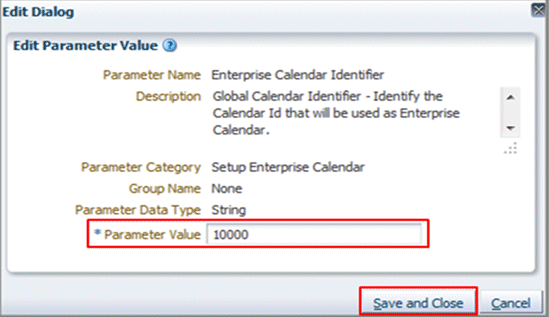 Edit Dialog
Edit Parameter Value
Parameter Name Enterprise Calendar Identifier
Description Global Calendar Identifier - Identify the
Calendar Id that will be used as Enterprise
Calendar.
Parameter Category Setup Enterprise Calendar
Group Name None
Parameter Data Type String
* Parameter Value 10000
Save and Close Cancel